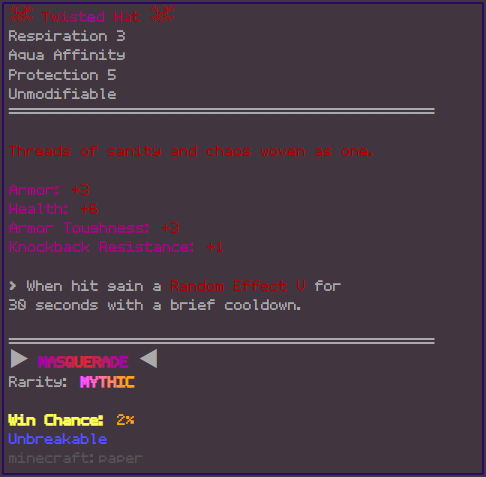 Twisted Hat
Respiration 3
Aqua Affinity
Protection 5
Unmodifiable
Threads of sanity and chaos woven as one.
Armor: +3
Health: +6
Armor Toughness: +3
Knockback Resistance: +1
> When hit gain a Random Effect V for
30 seconds with a brief cooldown.
▶ MASQUERADE ◀
Rarity: MYTHIC
Win Chance: 2%
Unbreakable
minecraft:paper